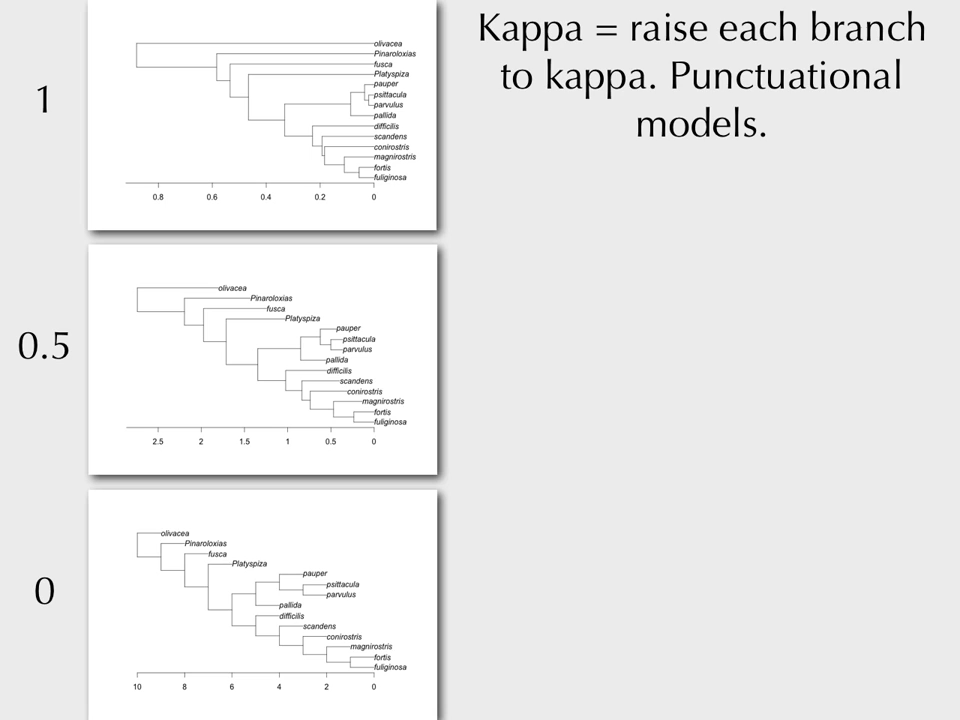 Kappa = raise each branch
to kappa. Punctuational
models.
1
olivacea
Pinaroloxias
fusca
Platyspiza
pauper
psittacula
parvulus
pallida
difficilis
scandens
conirostris
magnirostris
fortis
fuliginosa
0.8 0.6 0.4 0.2 0
0.5
olivacea
Pinaroloxias
fusca
Platyspiza
pauper
psittacula
parvulus
pallida
difficilis
scandens
conirostris
magnirostris
fortis
fuliginosa
2.5 2 1.5 1 0.5 0
0
olivacea
Pinaroloxias
fusca
Platyspiza
pauper
psittacula
parvulus
pallida
difficilis
scandens
conirostris
magnirostris
fortis
fuliginosa
10 8 6 4 2 0